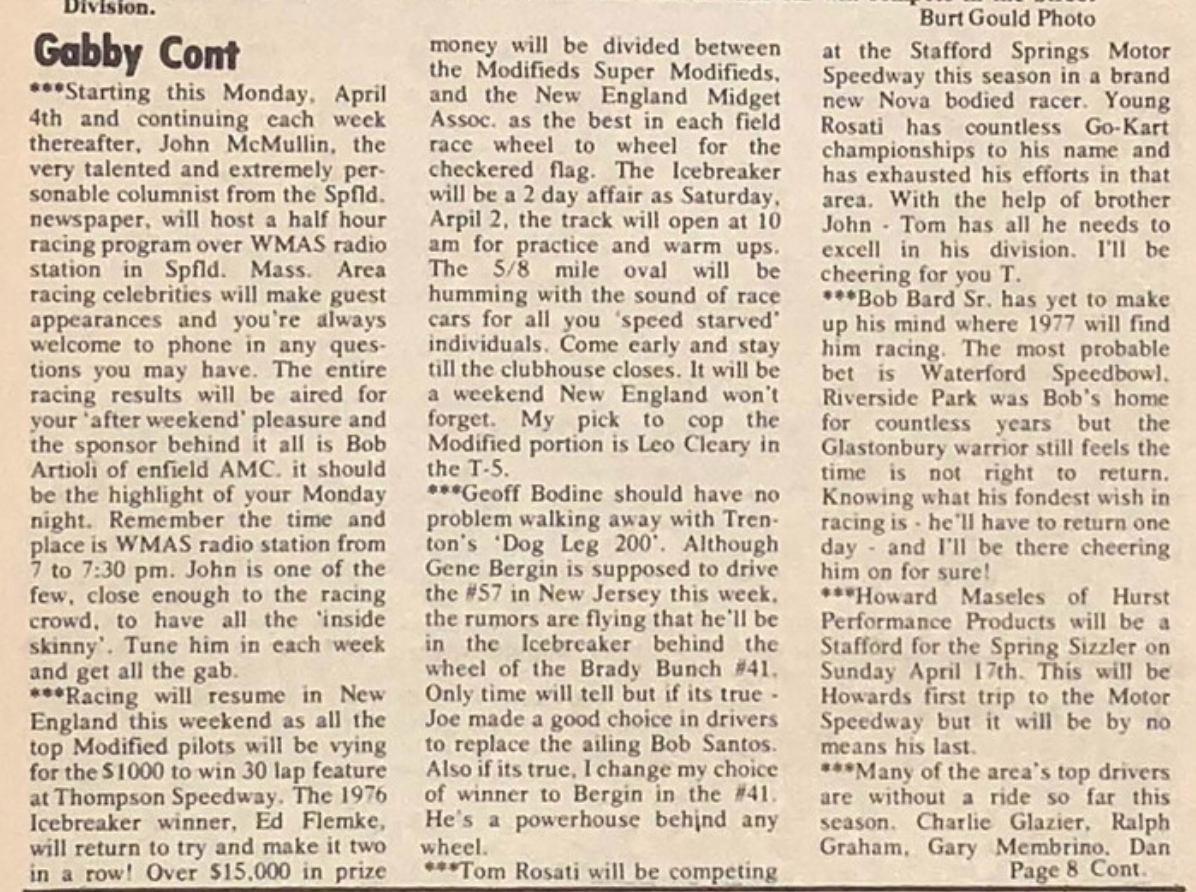 Division.
Burt Gould Photo
Gabby Cont
***Starting this Monday, April
4th and continuing each week
thereafter, John McMullin, the
very talented and extremely per-
sonable columnist from the Spfld.
newspaper, will host a half hour
racing program over WMAS radio
station in Spfld. Mass. Area
racing celebrities will make guest
appearances and you're always
welcome to phone in any ques-
tions you may have. The entire
racing results will be aired for
your 'after weekend' pleasure and
the sponsor behind it all is Bob
Artioli of enfield AMC. it should
be the highlight of your Monday
night. Remember the time and
place is WMAS radio station from
7 to 7:30 pm. John is one of the
few, close enough to the racing
crowd, to have all the 'inside
skinny'. Tune him in each week
and get all the gab.
***Racing will resume in New
England this weekend as all the
top Modified pilots will be vying
for the $1000 to win 30 lap feature
at Thompson Speedway. The 1976
Icebreaker winner, Ed Flemke,
will return to try and make it two
in a row! Over $15,000 in prize
money will be divided between
the Modifieds Super Modifieds,
and the New England Midget
Assoc. as the best in each field
race wheel to wheel for the
checkered flag. The Icebreaker
will be a 2 day affair as Saturday,
Arpil 2, the track will open at 10
am for practice and warm ups.
The 5/8 mile oval will be
humming with the sound of race
cars for all you 'speed starved'
individuals. Come early and stay
till the clubhouse closes. It will be
a weekend New England won't
forget. My pick to cop the
Modified portion is Leo Cleary in
the T-5.
***Geoff Bodine should have no
problem walking away with Tren-
ton's 'Dog Leg 200'. Although
Gene Bergin is supposed to drive
the #57 in New Jersey this week,
the rumors are flying that he'll be
in the Icebreaker behind the
wheel of the Brady Bunch #41.
Only time will tell but if its true -
Joe made a good choice in drivers
to replace the ailing Bob Santos.
Also if its true, I change my choice
of winner to Bergin in the #41.
He's a powerhouse behind any
wheel.
***Tom Rosati will be competing
at the Stafford Springs Motor
Speedway this season in a brand
new Nova bodied racer. Young
Rosati has countless Go-Kart
championships to his name and
has exhausted his efforts in that
area. With the help of brother
John - Tom has all he needs to
excell in his division. I'll be
cheering for you T.
***Bob Bard Sr. has yet to make
up his mind where 1977 will find
him racing. The most probable
bet is Waterford Speedbowl.
Riverside Park was Bob's home
for countless years but the
Glastonbury warrior still feels the
time is not right to return.
Knowing what his fondest wish in
racing is - he'll have to return one
day - and I'll be there cheering
him on for sure!
***Howard Maseles of Hurst
Performance Products will be a
Stafford for the Spring Sizzler on
Sunday April 17th. This will be
Howards first trip to the Motor
Speedway but it will be by no
means his last.
***Many of the area's top drivers
are without a ride so far this
season. Charlie Glazier, Ralph
Graham, Gary Membrino, Dan
Page 8 Cont.